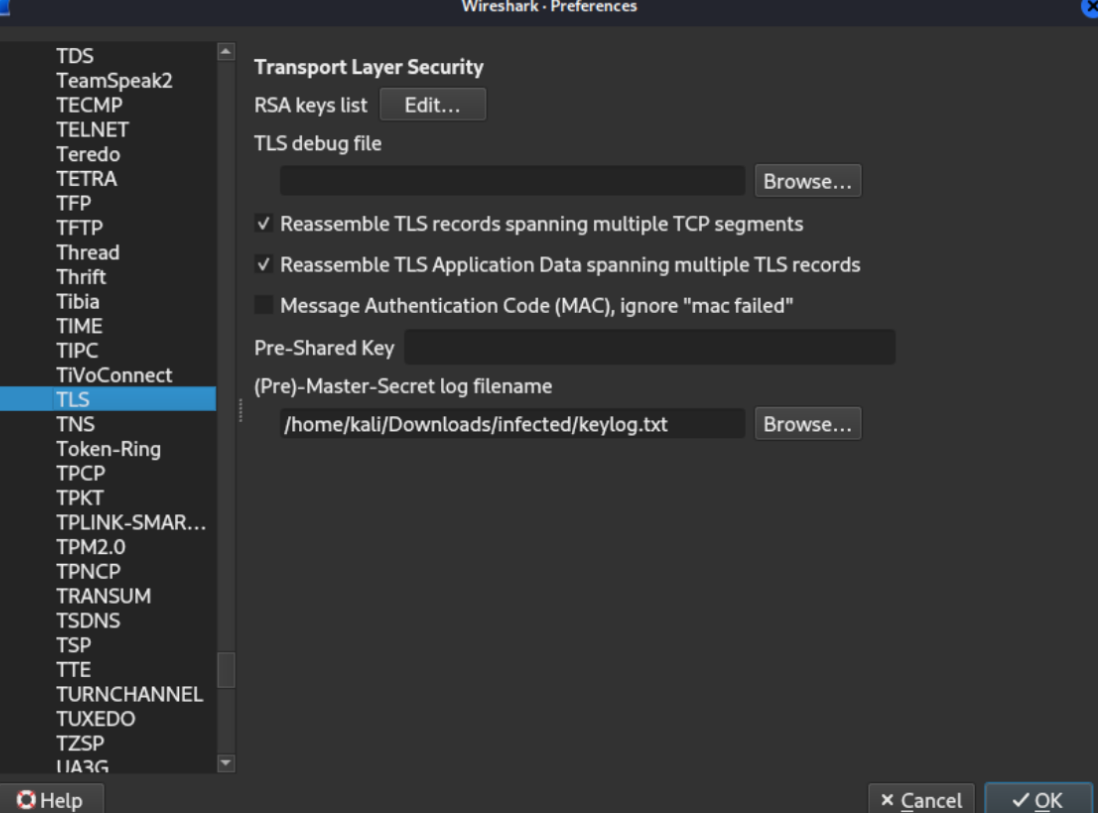 Wireshark · Preferences
TDS
TeamSpeak2
TECMP
TELNET
Teredo
TETRA
TFP
TFTP
Thread
Thrift
Tibia
TIME
TIPC
TiVoConnect
TLS
TNS
Token-Ring
TPCP
TPKT
TPLINK-SMAR...
TPM2.0
TPNCP
TRANSUM
TSDNS
TSP
TTE
TURNCHANNEL
TUXEDO
TZSP
UA3G
Transport Layer Security
RSA keys list Edit...
TLS debug file
Browse...
Reassemble TLS records spanning multiple TCP segments
Reassemble TLS Application Data spanning multiple TLS records
Message Authentication Code (MAC), ignore "mac failed"
Pre-Shared Key
(Pre)-Master-Secret log filename
/home/kali/Downloads/infected/keylog.txt Browse...
Help
Cancel OK